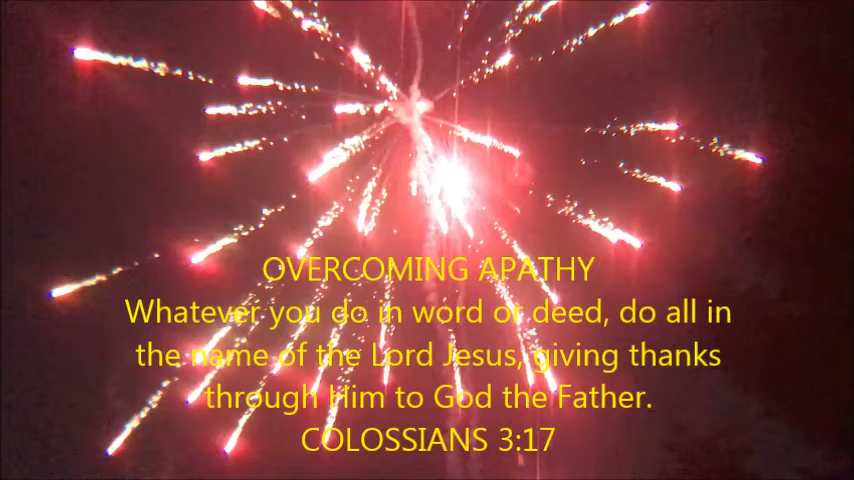 OVERCOMING APATHY
Whatever you do in word or deed, do all in
the name of the Lord Jesus, giving thanks
through Him to God the Father.
COLOSSIANS 3:17